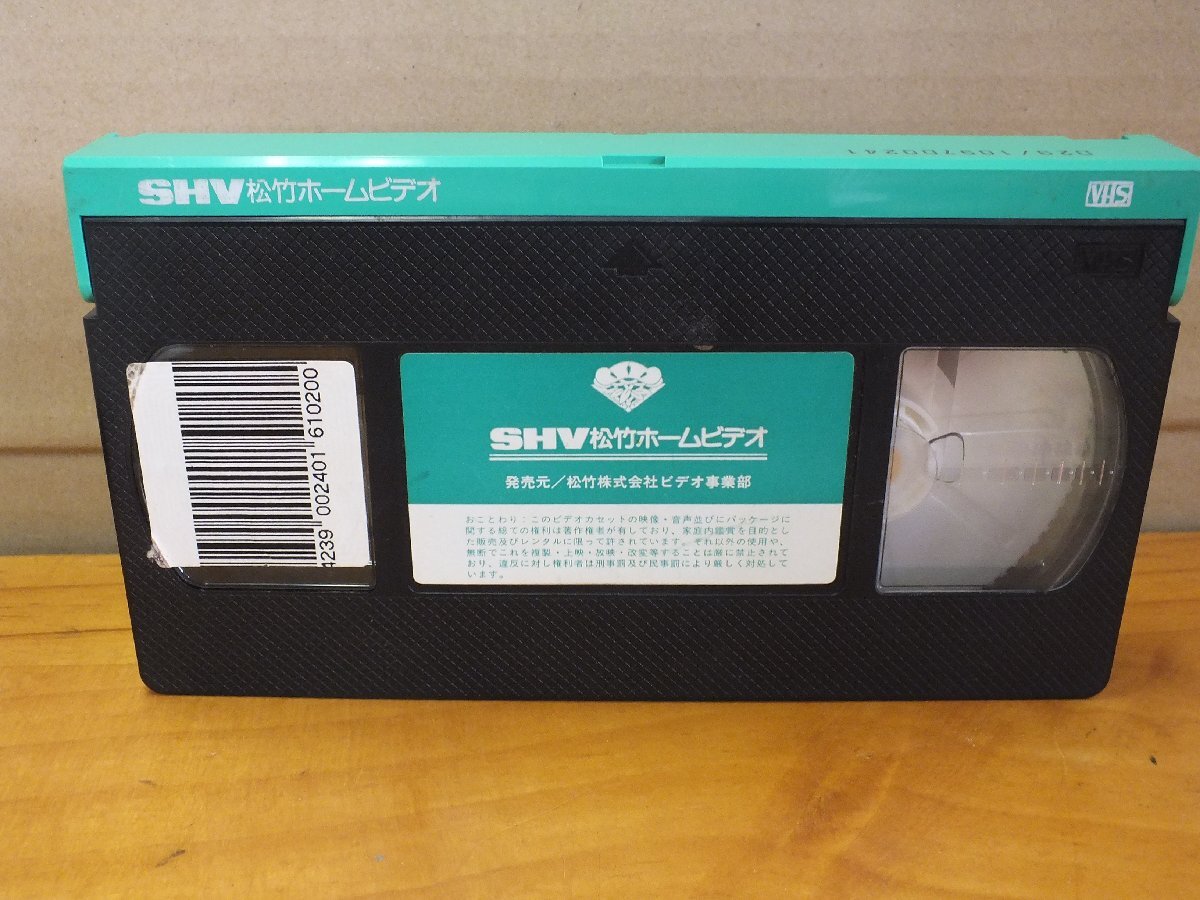 029/109700241
SHV松竹ホームビデオ
VHS
VHS
4239 002401 610200
SHV松竹ホームビデオ
発売元／松竹株式会社ビデオ事業部
おことわり：このビデオカセットの映像・音声並びにパッケージに
関する総ての権利は著作権者が有しており、家庭内鑑賞を目的とし
た販売及びレンタルに限って許されています。それ以外の使用や、
無断でこれを複製・上映・放映・改変等することは厳に禁止されて
おり、違反に対し権利者は刑事罰及び民事罰により厳しく対処して
います。